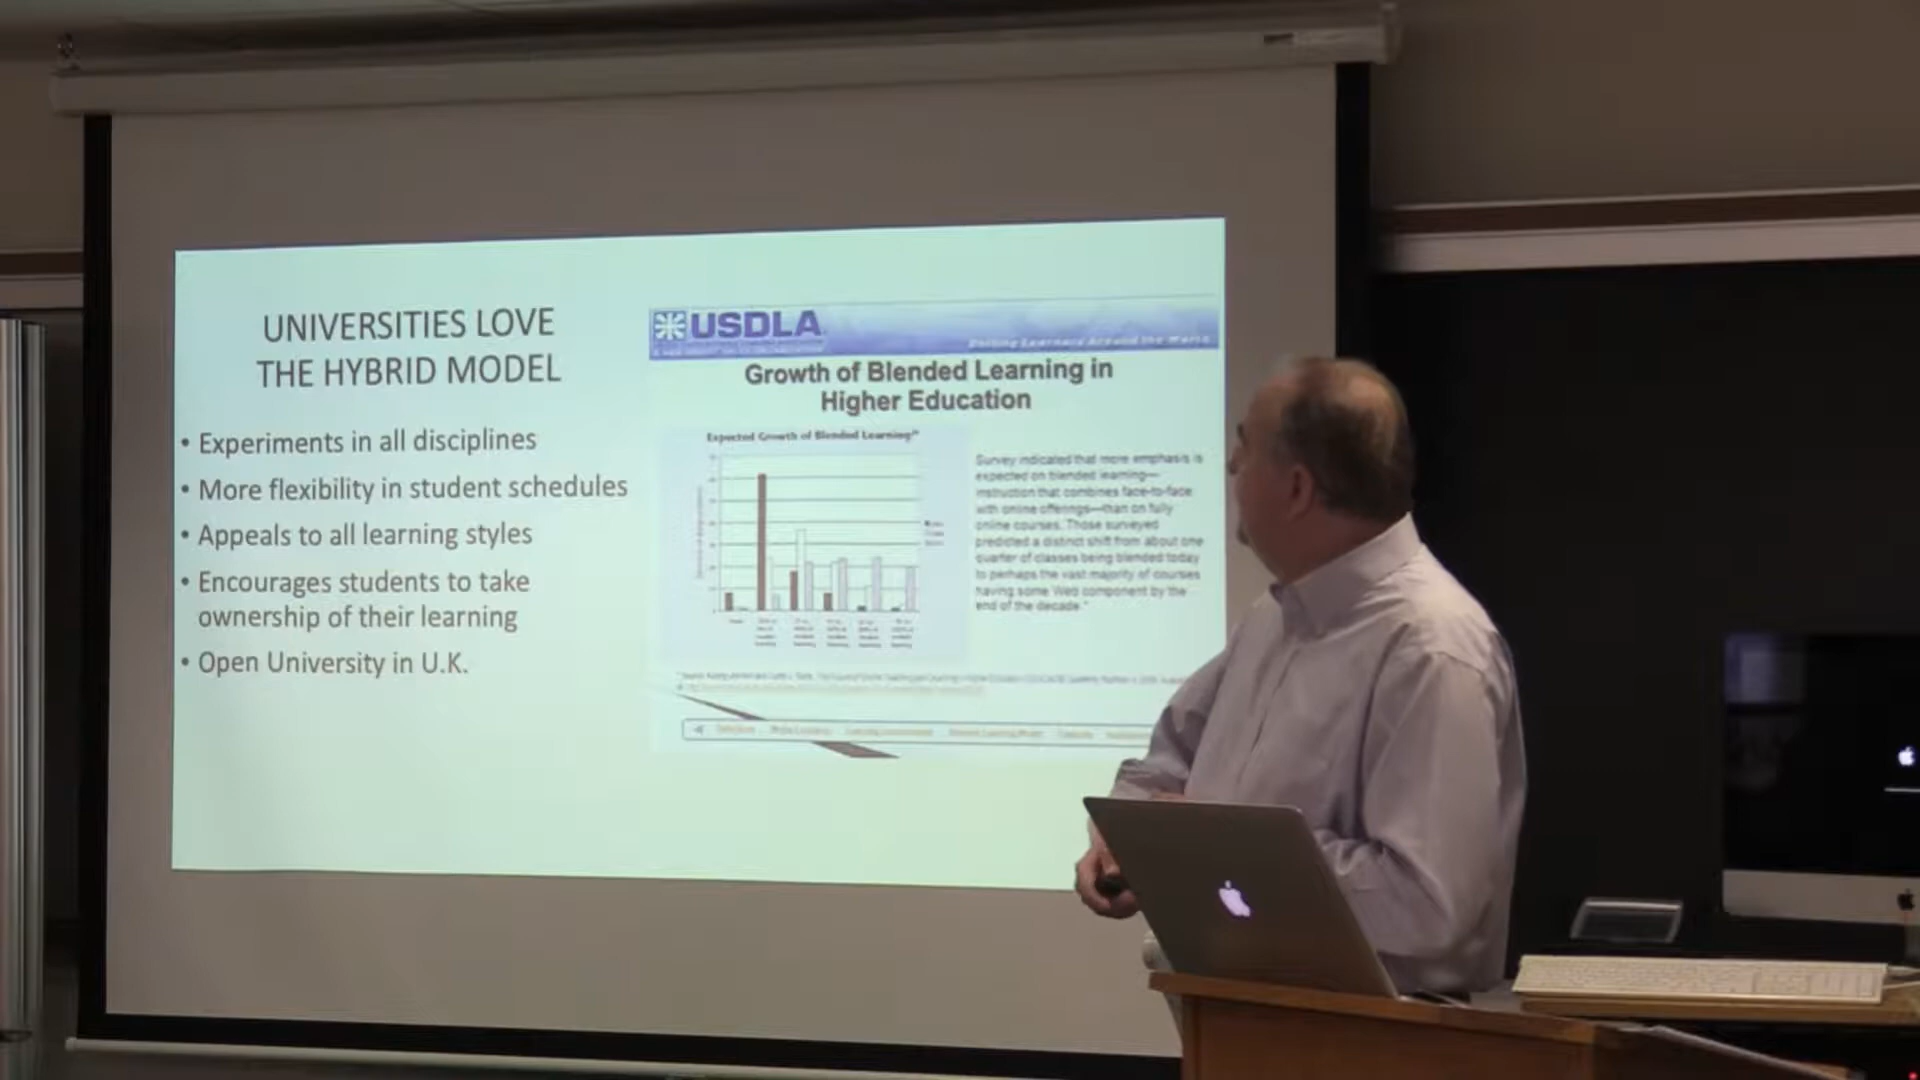 UNIVERSITIES LOVE
THE HYBRID MODEL
• Experiments in all disciplines
• More flexibility in student schedules
• Appeals to all learning styles
• Encourages students to take
ownership of their learning
• Open University in U.K.
USDLA
Uniting Learners Around the World
Growth of Blended Learning in
Higher Education
Expected Growth of Blended Learning
Survey indicated that more emphasis is
expected on blended learning—
instruction that combines face-to-face
with online offerings—than on fully
online courses. Those surveyed
predicted a distinct shift from about one
quarter of classes being blended today
to perhaps the vast majority of courses
having some Web component by the
end of the decade."